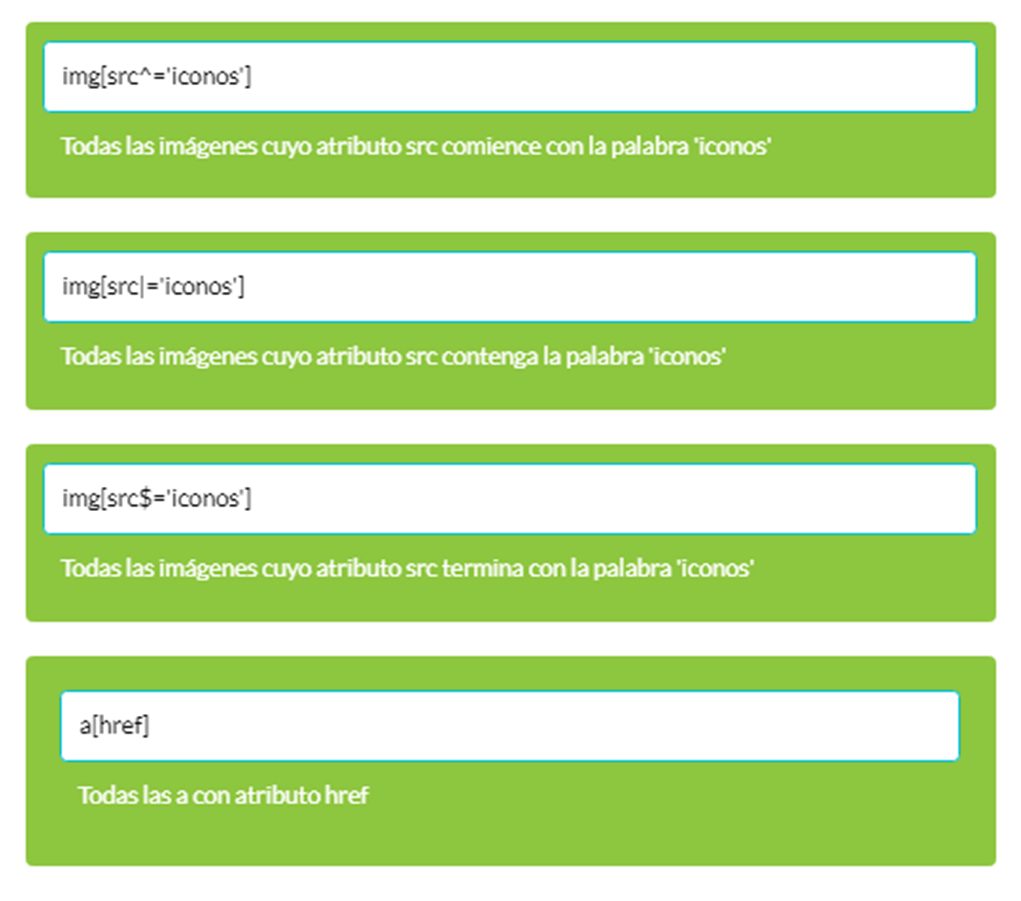 img[src^='iconos']
Todas las imágenes cuyo atributo src comience con la palabra 'iconos'
img[src|='iconos']
Todas las imágenes cuyo atributo src contenga la palabra 'iconos'
img[src$='iconos']
Todas las imágenes cuyo atributo src termina con la palabra 'iconos'
a[href]
Todas las a con atributo href